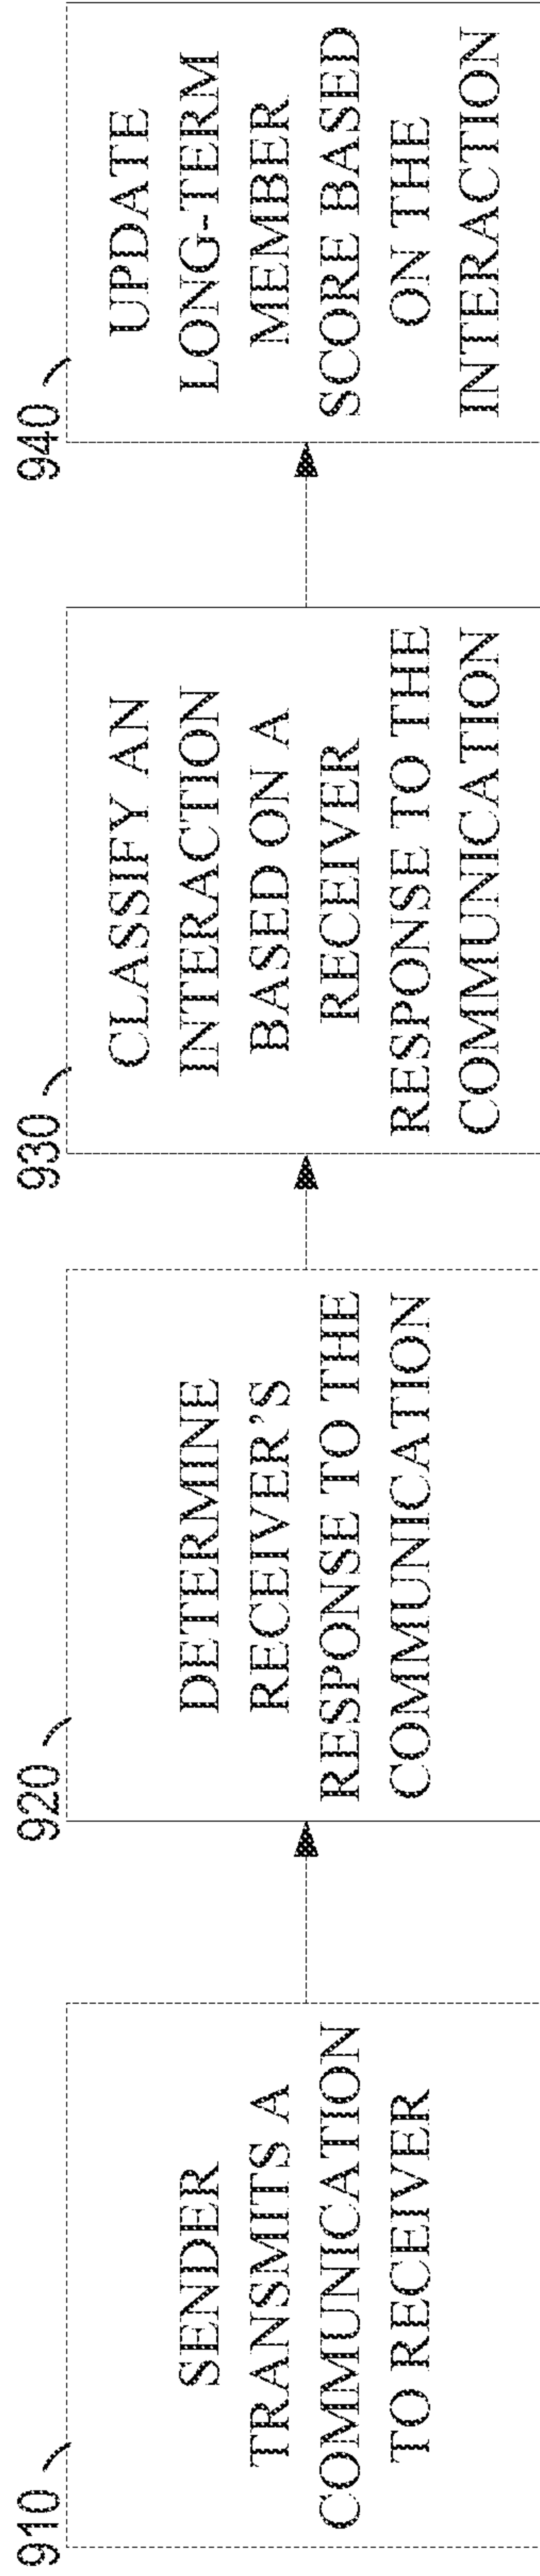 910
SENDER
TRANSMITS A
COMMUNICATION
TO RECEIVER
920
DETERMINE
RECEIVER'S
RESPONSE TO THE
COMMUNICATION
930
CLASSIFY AN
INTERACTION
BASED ON A
RECEIVER
RESPONSE TO THE
COMMUNICATION
940
UPDATE
LONG-TERM
MEMBER
SCORE BASED
ON THE
INTERACTION